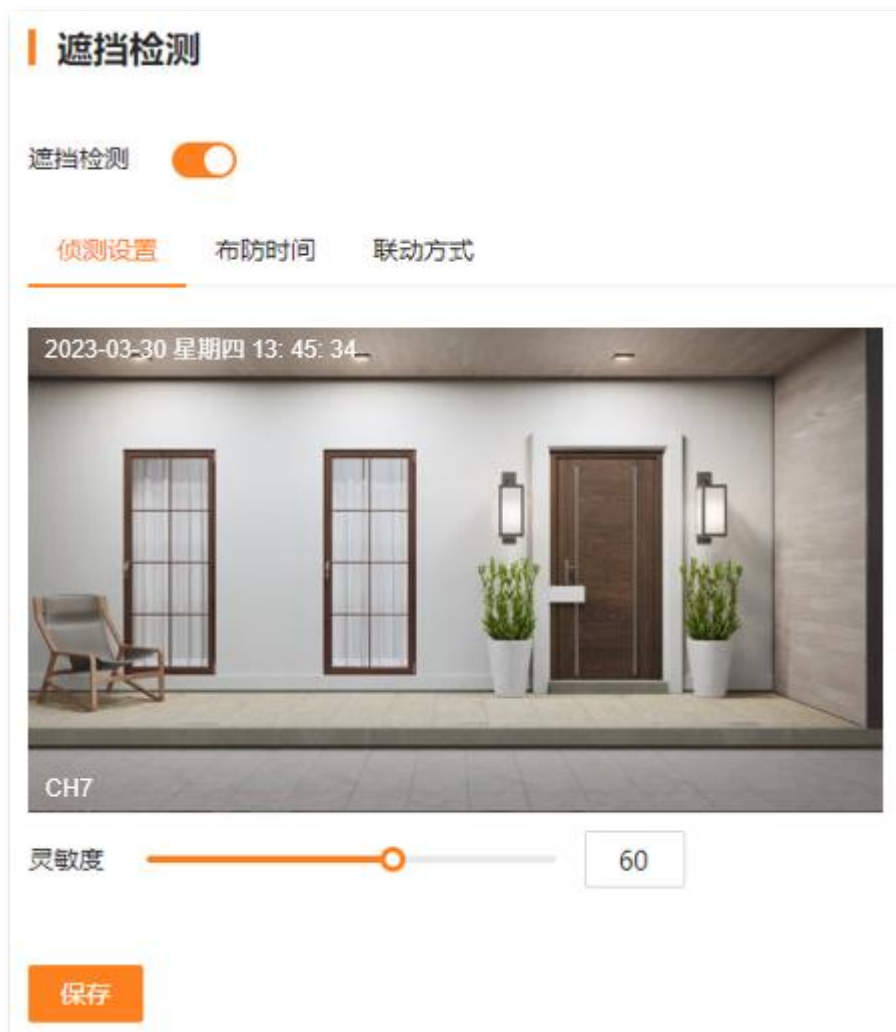 遮挡检测
遮挡检测
侦测设置 布防时间 联动方式
2023-03-30 星期四 13: 45: 34
CH7
灵敏度 60
保存